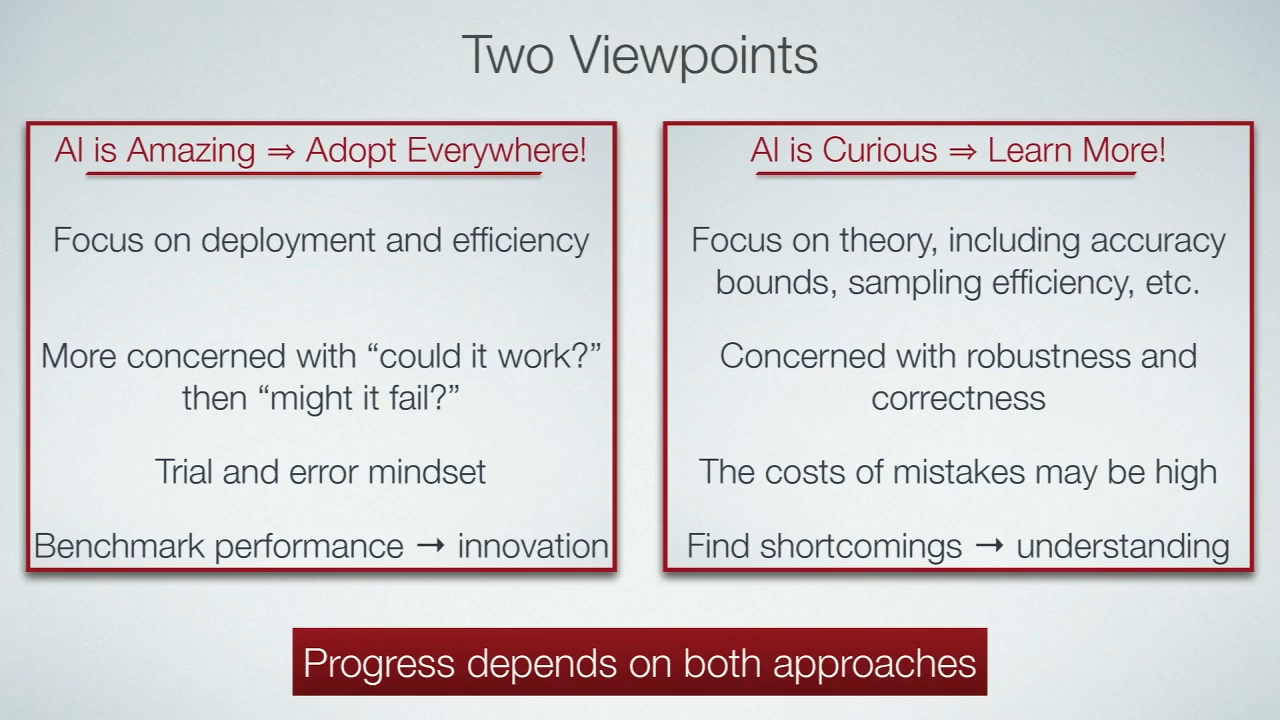 Two Viewpoints
AI is Amazing ⇒ Adopt Everywhere!
Focus on deployment and efficiency
More concerned with “could it work?”
then “might it fail?”
Trial and error mindset
Benchmark performance → innovation
AI is Curious ⇒ Learn More!
Focus on theory, including accuracy
bounds, sampling efficiency, etc.
Concerned with robustness and
correctness
The costs of mistakes may be high
Find shortcomings → understanding
Progress depends on both approaches